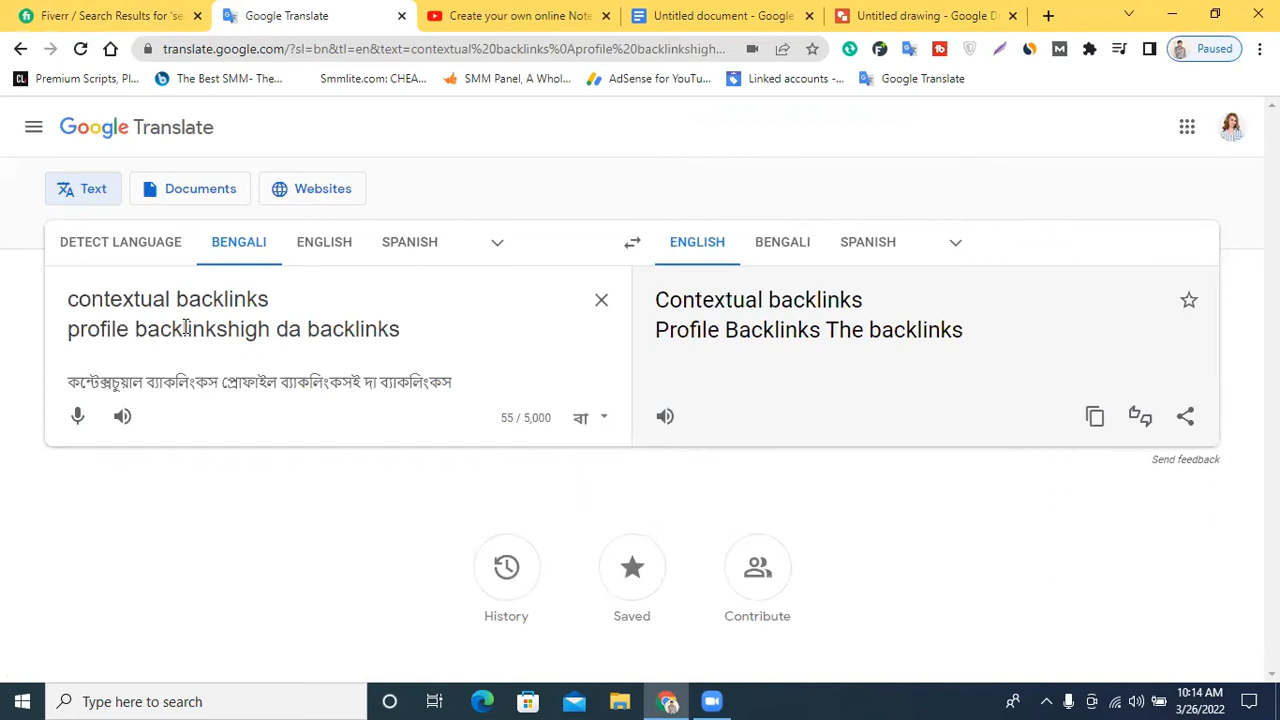 Fiverr / Search Results for 'se
Google Translate
Create your own online Note
Untitled document - Google
Untitled drawing - Google D
translate.google.com/?sl=bn&tl=en&text=contextual%20backlinks%0Aprofile%20backlinkshigh...
Paused
Premium Scripts, Pl...
The Best SMM- The...
Smmlite.com: CHEA...
SMM Panel, A Whol...
AdSense for YouTu...
Linked accounts -...
Google Translate
Google Translate
Text
Documents
Websites
DETECT LANGUAGE
BENGALI
ENGLISH
SPANISH
ENGLISH
BENGALI
SPANISH
contextual backlinks
profile backlinkshigh da backlinks
কন্টেক্সচুয়াল ব্যাকলিংকস প্রোফাইল ব্যাকলিংকসই দা ব্যাকলিংকস
55 / 5,000
বা
Contextual backlinks
Profile Backlinks The backlinks
Send feedback
History
Saved
Contribute
Type here to search
10:14 AM
3/26/2022